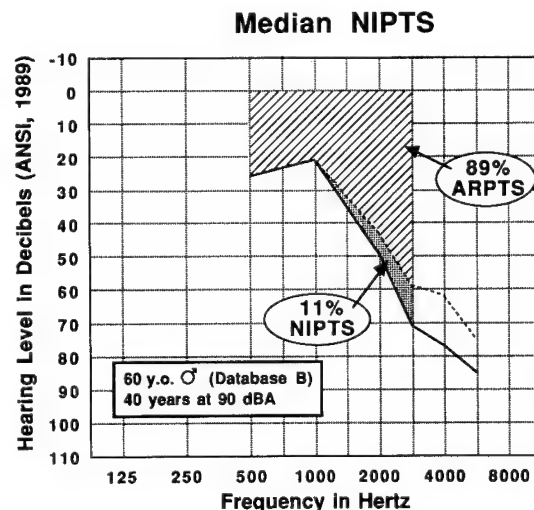 Median NIPTS
Hearing Level in Decibels (ANSI, 1989)
-10
0
10
20
30
40
50
60
70
80
90
100
110
89%
ARPTS
11%
NIPTS
60 y.o. ♂ (Database B)
40 years at 90 dBA
125 250 500 1000 2000 4000 8000
Frequency in Hertz